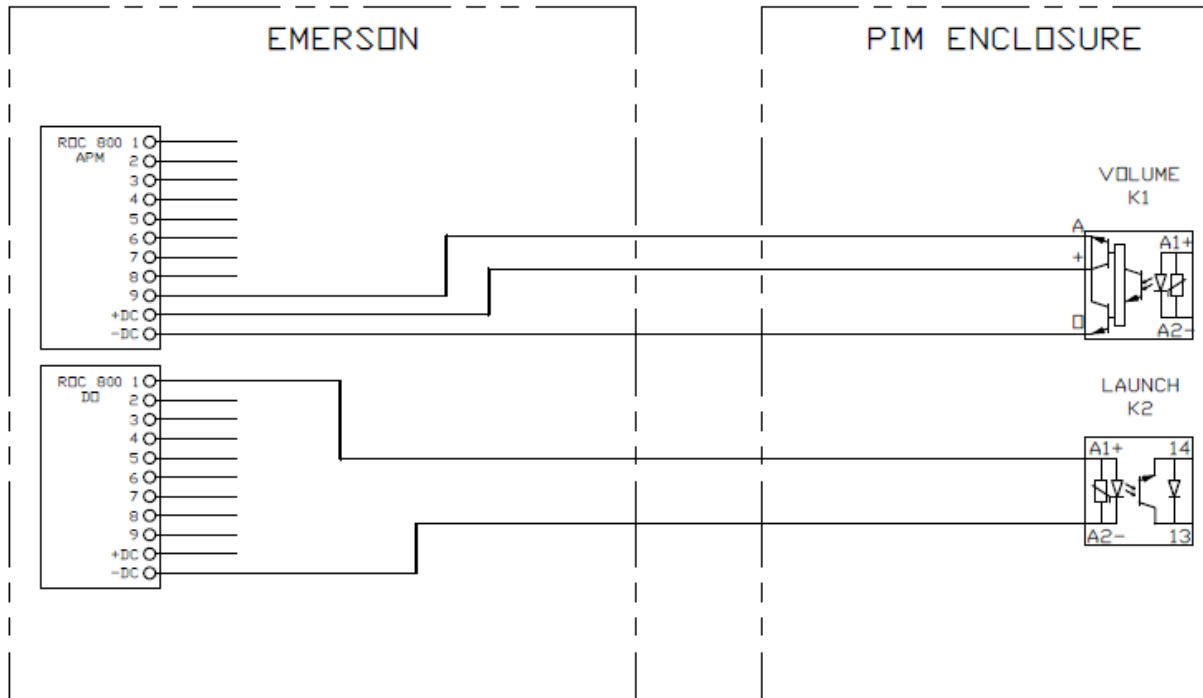 EMERSON
PIM ENCLOSURE
ROC 800 1
APM 2
3
4
5
6
7
8
9
+DC
-DC
VOLUME
K1
A
A1+
+
O
A2-
ROC 800 1
DO 2
3
4
5
6
7
8
9
+DC
-DC
LAUNCH
K2
A1+ 14
A2- 13